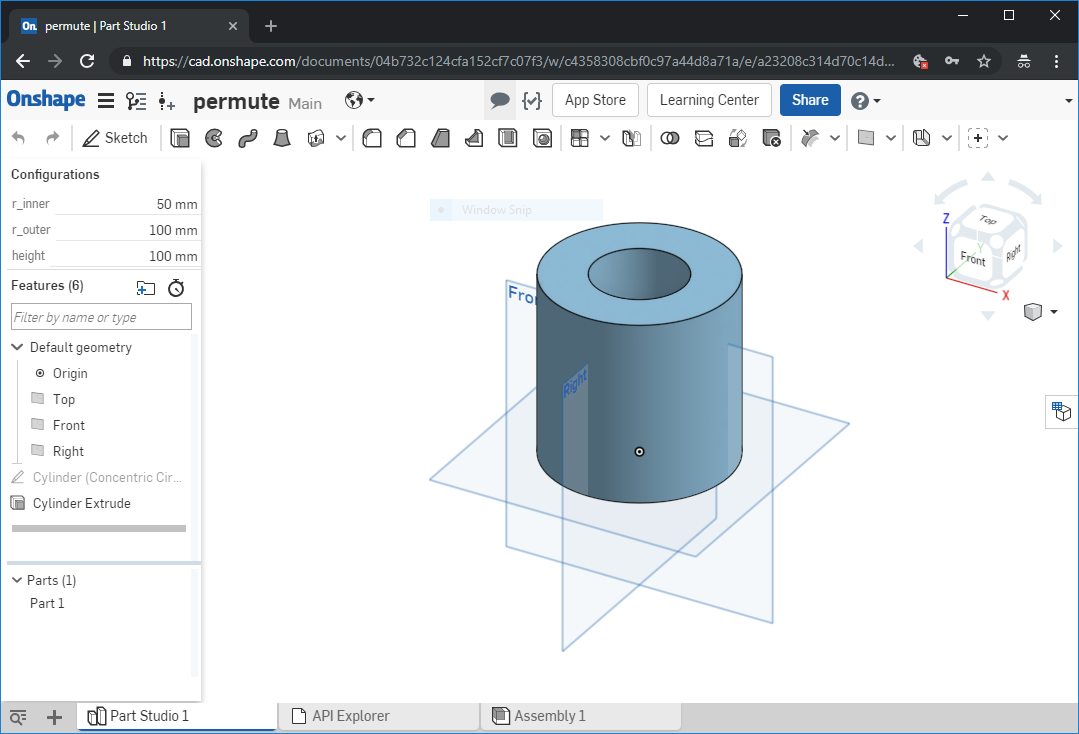 On. permute | Part Studio 1
https://cad.onshape.com/documents/04b732c124cfa152cf7c07f3/w/c4358308cbf0c97a44d8a71a/e/a23208c314d70c14d...
Onshape permute Main App Store Learning Center Share ?
Sketch
Configurations
r_inner 50 mm
r_outer 100 mm
height 100 mm
Features (6)
Filter by name or type
Default geometry
Origin
Top
Front
Right
Cylinder (Concentric Cir...
Cylinder Extrude
Parts (1)
Part 1
Window Snip
Fro
Right
Z
Top
Y
Front
Right
X
Part Studio 1
API Explorer
Assembly 1